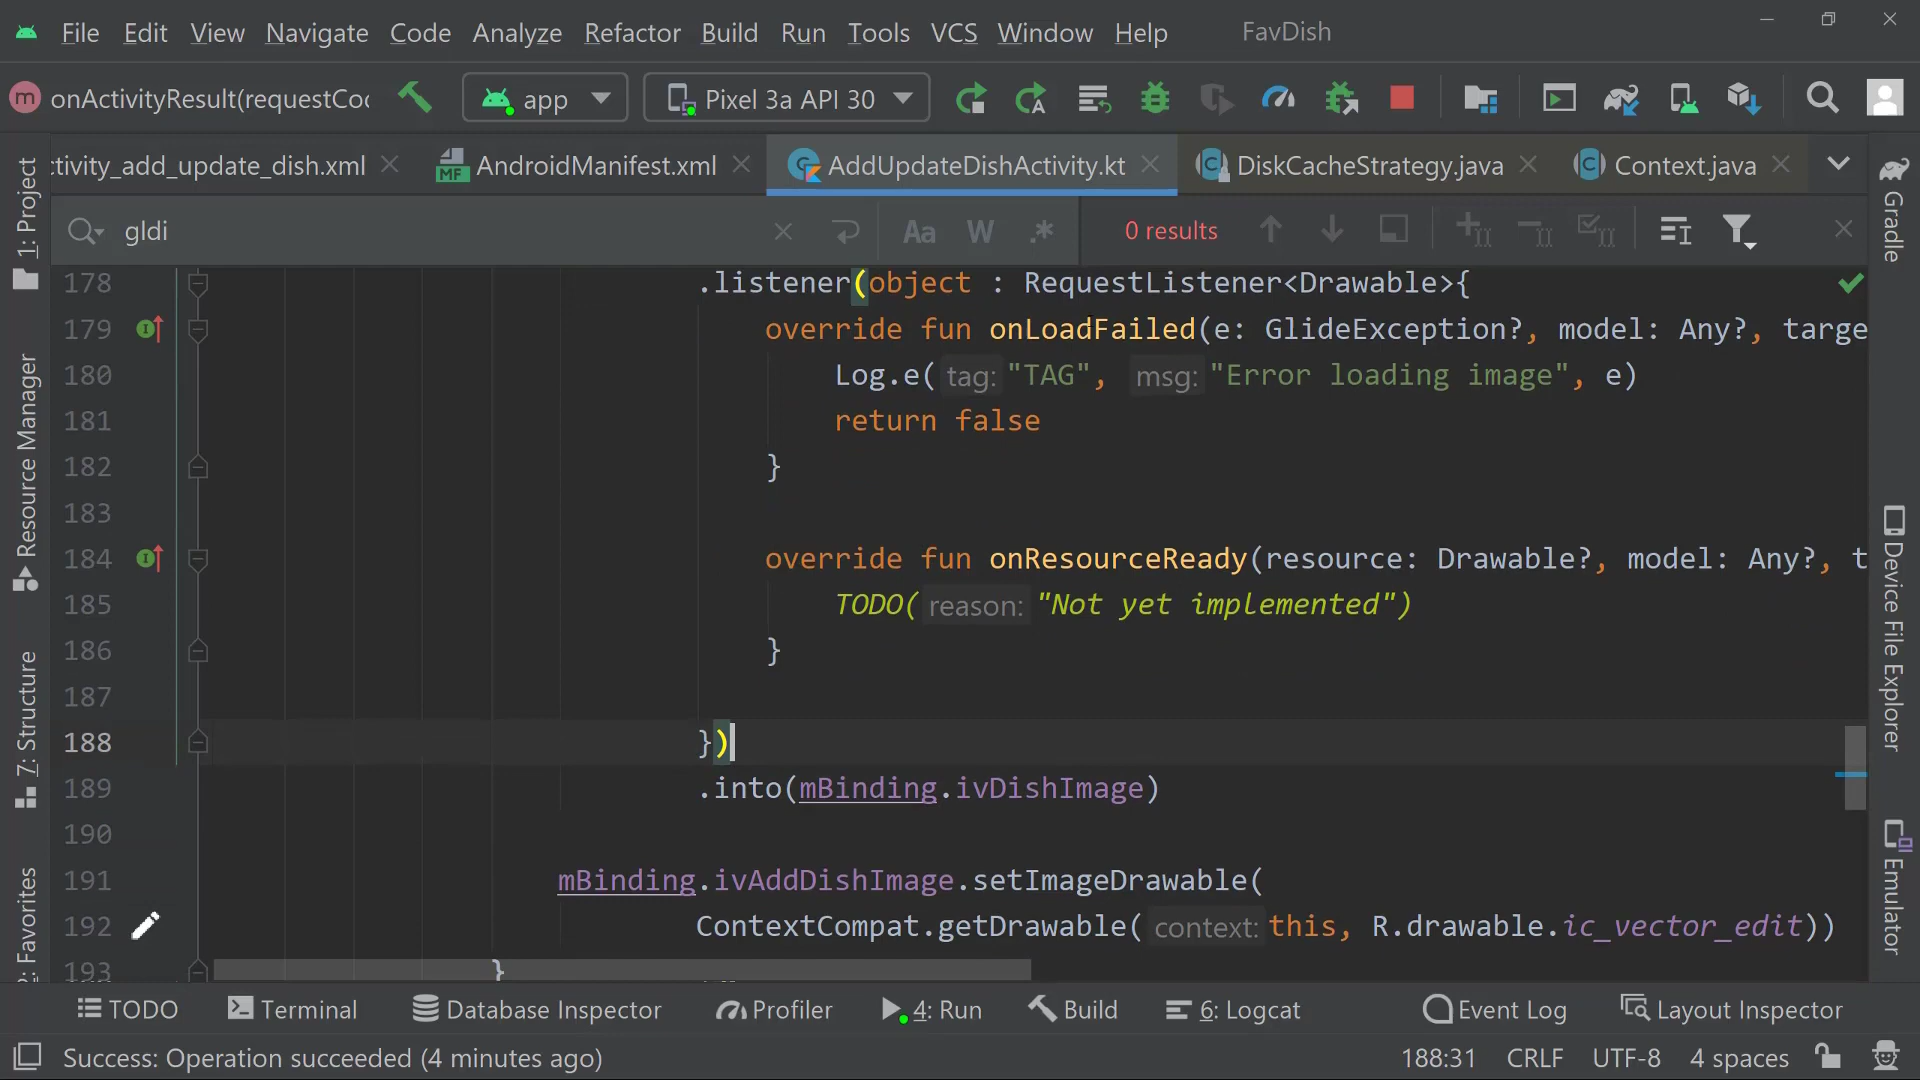 File Edit View Navigate Code Analyze Refactor Build Run Tools VCS Window Help FavDish
m onActivityResult(requestCo app Pixel 3a API 30
ctivity_add_update_dish.xml AndroidManifest.xml AddUpdateDishActivity.kt DiskCacheStrategy.java Context.java
gldi Aa W .* 0 results
178 .listener(object : RequestListener<Drawable>{
179 override fun onLoadFailed(e: GlideException?, model: Any?, targe
180 Log.e( tag: "TAG", msg: "Error loading image", e)
181 return false
182 }
183
184 override fun onResourceReady(resource: Drawable?, model: Any?, t
185 TODO( reason: "Not yet implemented")
186 }
187
188 })
189 .into(mBinding.ivDishImage)
190
191 mBinding.ivAddDishImage.setImageDrawable(
192 ContextCompat.getDrawable( context: this, R.drawable.ic_vector_edit))
193 }
1: Project
Resource Manager
7: Structure
2: Favorites
Gradle
Device File Explorer
Emulator
TODO Terminal Database Inspector Profiler 4: Run Build 6: Logcat Event Log Layout Inspector
Success: Operation succeeded (4 minutes ago) 188:31 CRLF UTF-8 4 spaces